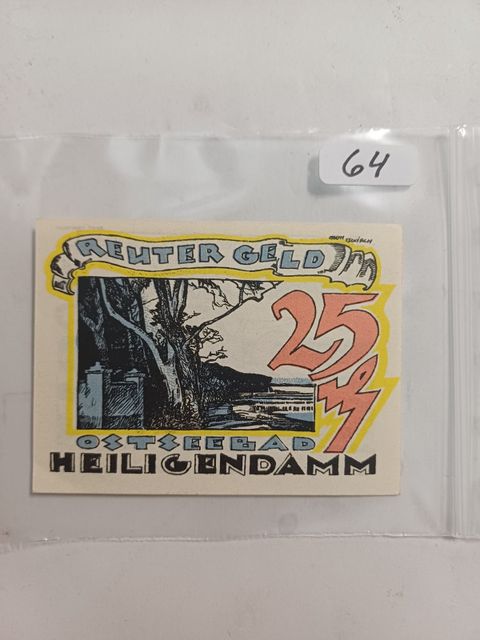 64
REUTER GELD
25
OSTSEEBAD
HEILIGENDAMM